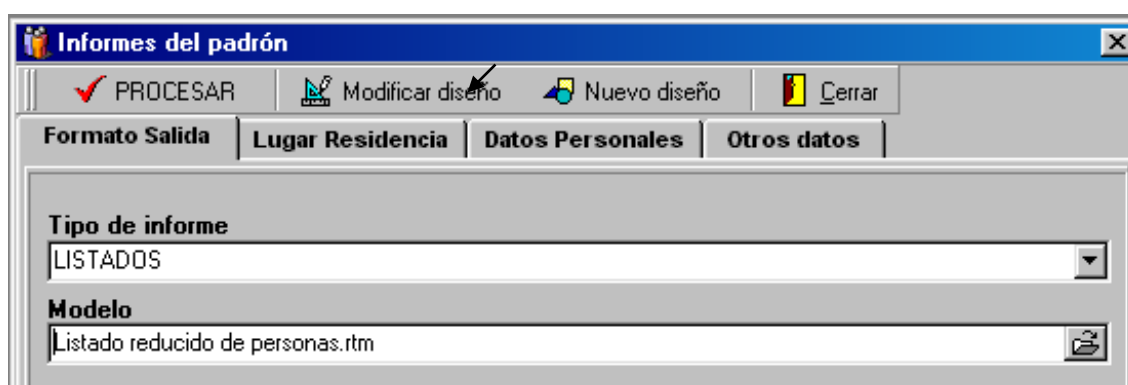 Informes del padrón
PROCESAR Modificar diseño Nuevo diseño Cerrar
Formato Salida Lugar Residencia Datos Personales Otros datos
Tipo de informe
LISTADOS
Modelo
Listado reducido de personas.rtm